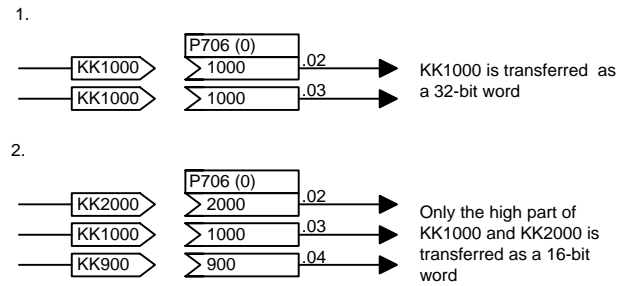 1.
P706 (0)
KK1000 1000 .02
KK1000 1000 .03
KK1000 is transferred as
a 32-bit word
2.
P706 (0)
KK2000 2000 .02
KK1000 1000 .03
KK900 900 .04
Only the high part of
KK1000 and KK2000 is
transferred as a 16-bit
word